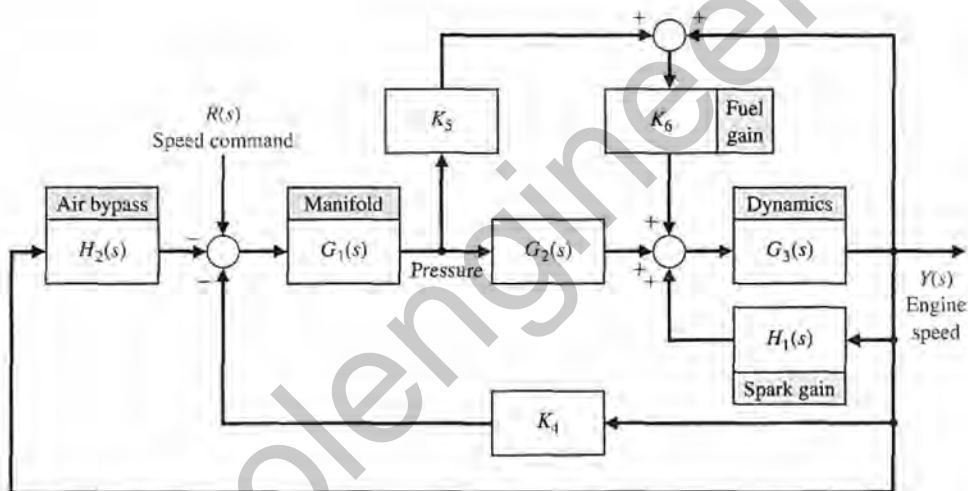 + +
K5
K6
Fuel
gain
R(s)
Speed command
Air bypass
H2(s)
−
−
Manifold
G1(s)
Pressure
G2(s)
+
+
+
Dynamics
G3(s)
Y(s)
Engine
speed
H1(s)
Spark gain
K4